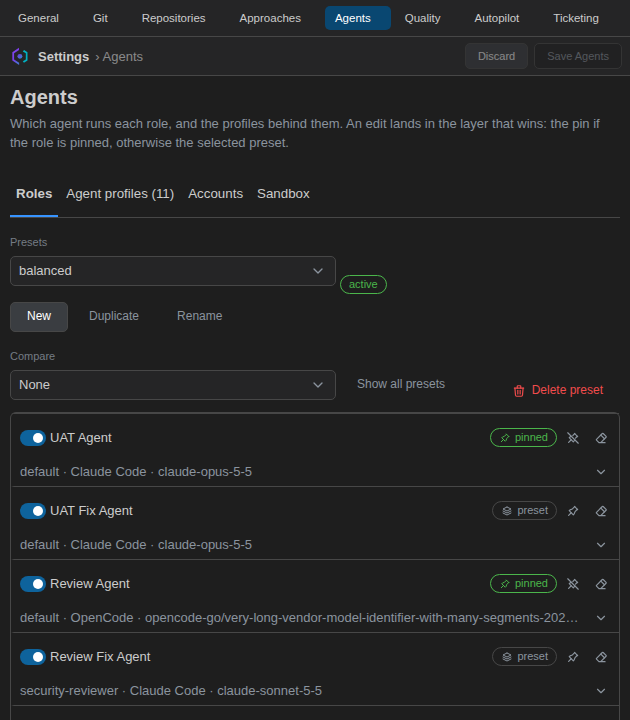 General Git Repositories Approaches Agents Quality Autopilot Ticketing
Settings › Agents Discard Save Agents
Agents
Which agent runs each role, and the profiles behind them. An edit lands in the layer that wins: the pin if
the role is pinned, otherwise the selected preset.
Roles Agent profiles (11) Accounts Sandbox
Presets
balanced
active
New Duplicate Rename
Compare
None Show all presets Delete preset
UAT Agent pinned
default · Claude Code · claude-opus-5-5
UAT Fix Agent preset
default · Claude Code · claude-opus-5-5
Review Agent pinned
default · OpenCode · opencode-go/very-long-vendor-model-identifier-with-many-segments-202…
Review Fix Agent preset
security-reviewer · Claude Code · claude-sonnet-5-5